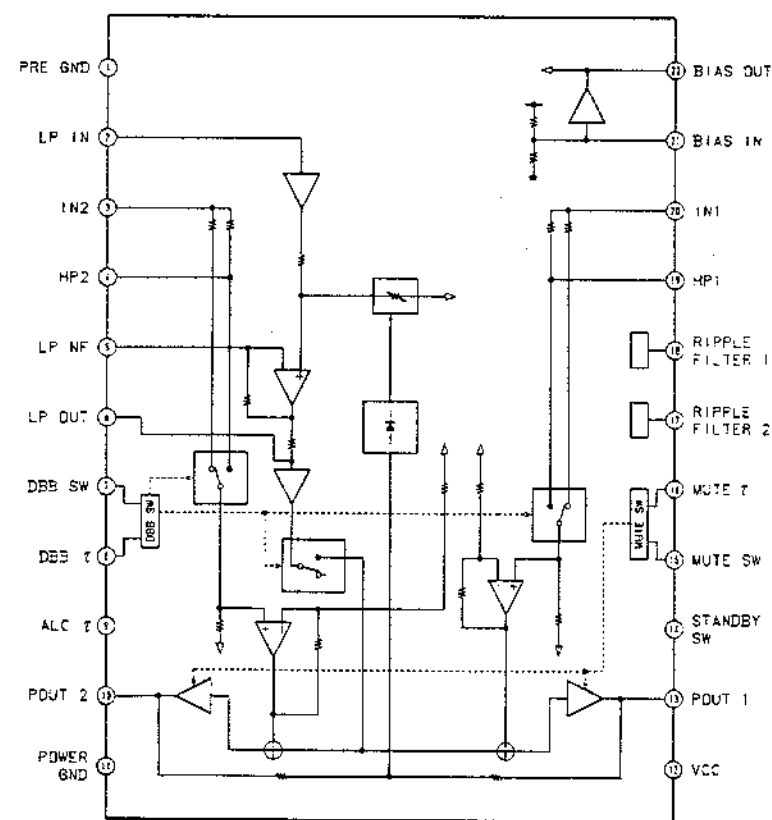 PRE GND 1
LP IN 2
IN2 3
HP2 4
LP NF 5
LP OUT 6
DBB SW 7
DBB τ 8
ALC τ 9
POUT 2 10
POWER
GND 11
22 BIAS OUT
21 BIAS IN
20 IN1
19 HP1
18 RIPPLE
FILTER 1
17 RIPPLE
FILTER 2
16 MUTE τ
15 MUTE SW
14 STANDBY
SW
13 POUT 1
12 VCC
DBB SW
MUTE SW
+
+
+
+